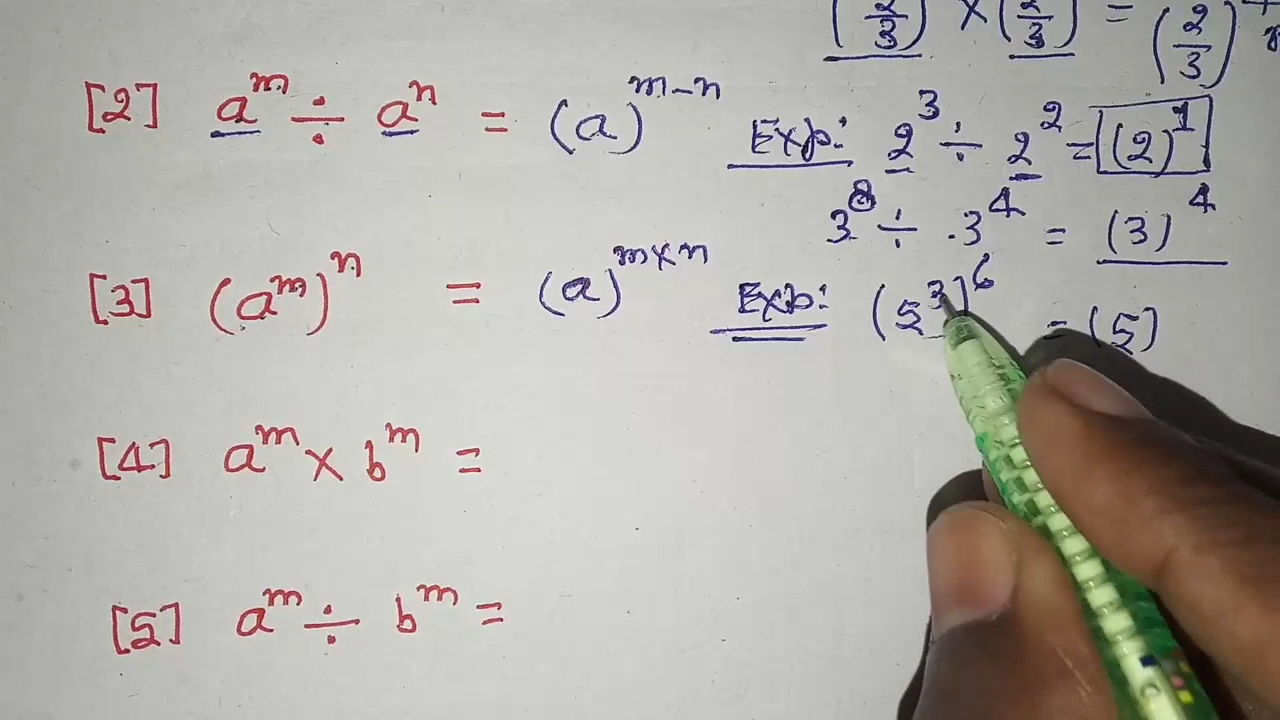 (2/3) × (2/3) = (2/3)
[2] a^m ÷ a^n = (a)^{m-n} Exp: 2^3 ÷ 2^2 = (2)^1
3^8 ÷ .3^4 = (3)^4
[3] (a^m)^n = (a)^{m×n} Exp: (5^3)^6 = (5)
[4] a^m × b^m =
[5] a^m ÷ b^m =